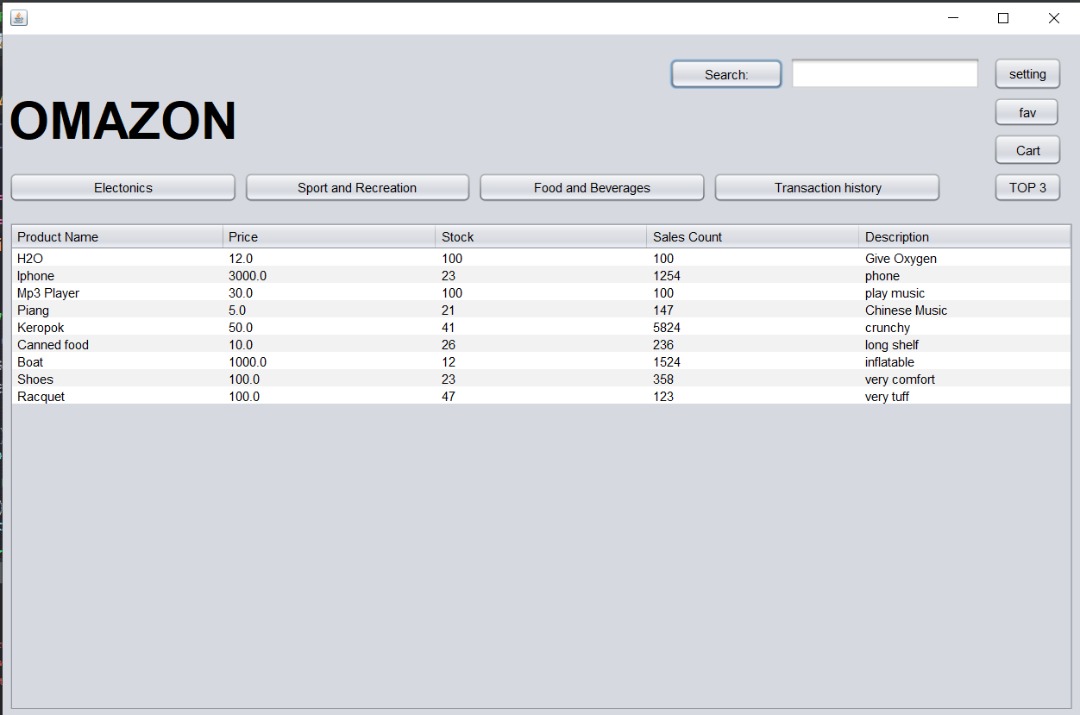 Search: setting
OMAZON
fav
Cart
Electonics Sport and Recreation Food and Beverages Transaction history TOP 3
Product Name Price Stock Sales Count Description
H2O 12.0 100 100 Give Oxygen
Iphone 3000.0 23 1254 phone
Mp3 Player 30.0 100 100 play music
Piang 5.0 21 147 Chinese Music
Keropok 50.0 41 5824 crunchy
Canned food 10.0 26 236 long shelf
Boat 1000.0 12 1524 inflatable
Shoes 100.0 23 358 very comfort
Racquet 100.0 47 123 very tuff